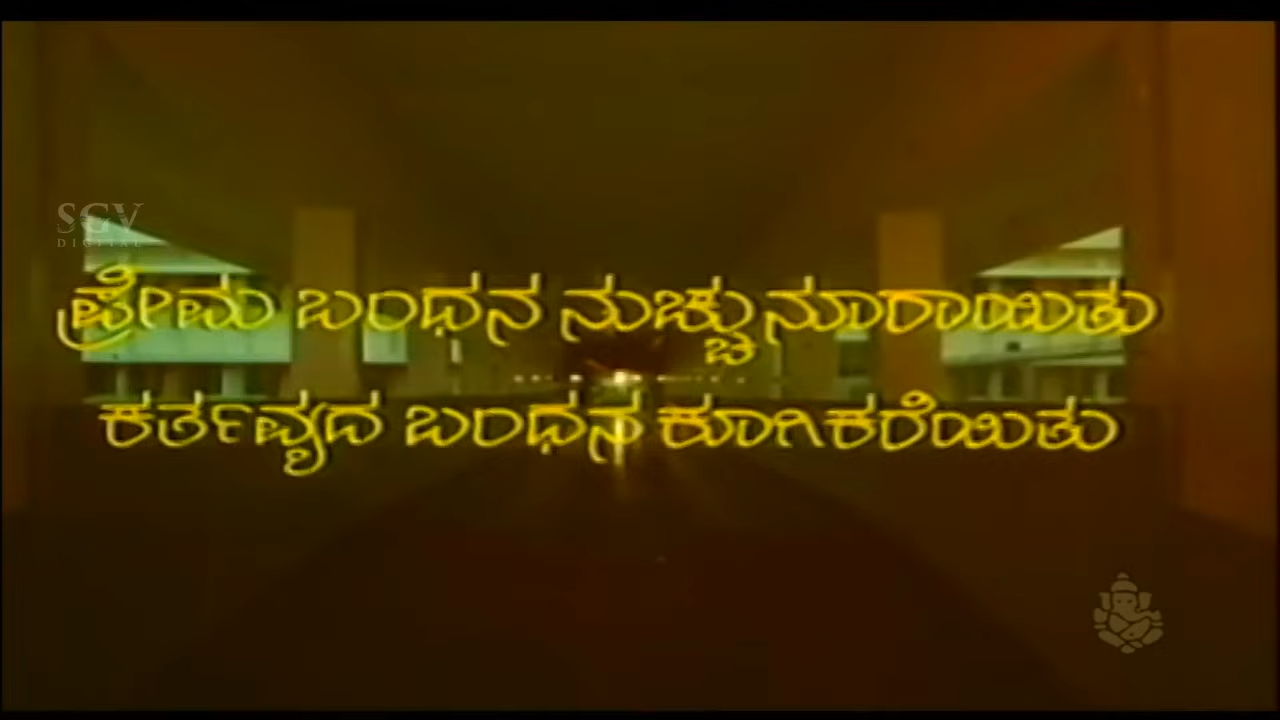 SGV
DIGITAL
ಪ್ರೇಮ ಬಂಧನ ನುಚ್ಚುನೂರಾಯಿತು
ಕರ್ತವ್ಯದ ಬಂಧನ ಕೂಗಿಕರೆಯಿತು